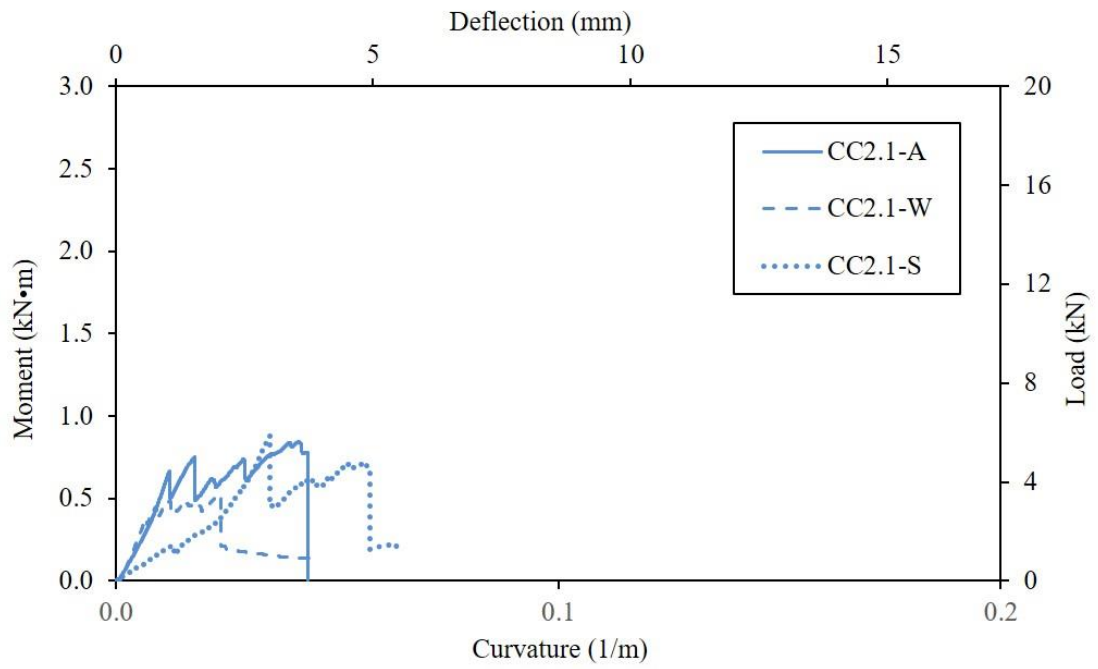 Deflection (mm)
0 5 10 15
3.0 20
CC2.1-A
2.5
16
CC2.1-W
2.0
CC2.1-S
12
1.5
8
1.0
0.5 4
0.0 0
Moment (kN•m)
Load (kN)
0.0 0.1 0.2
Curvature (1/m)